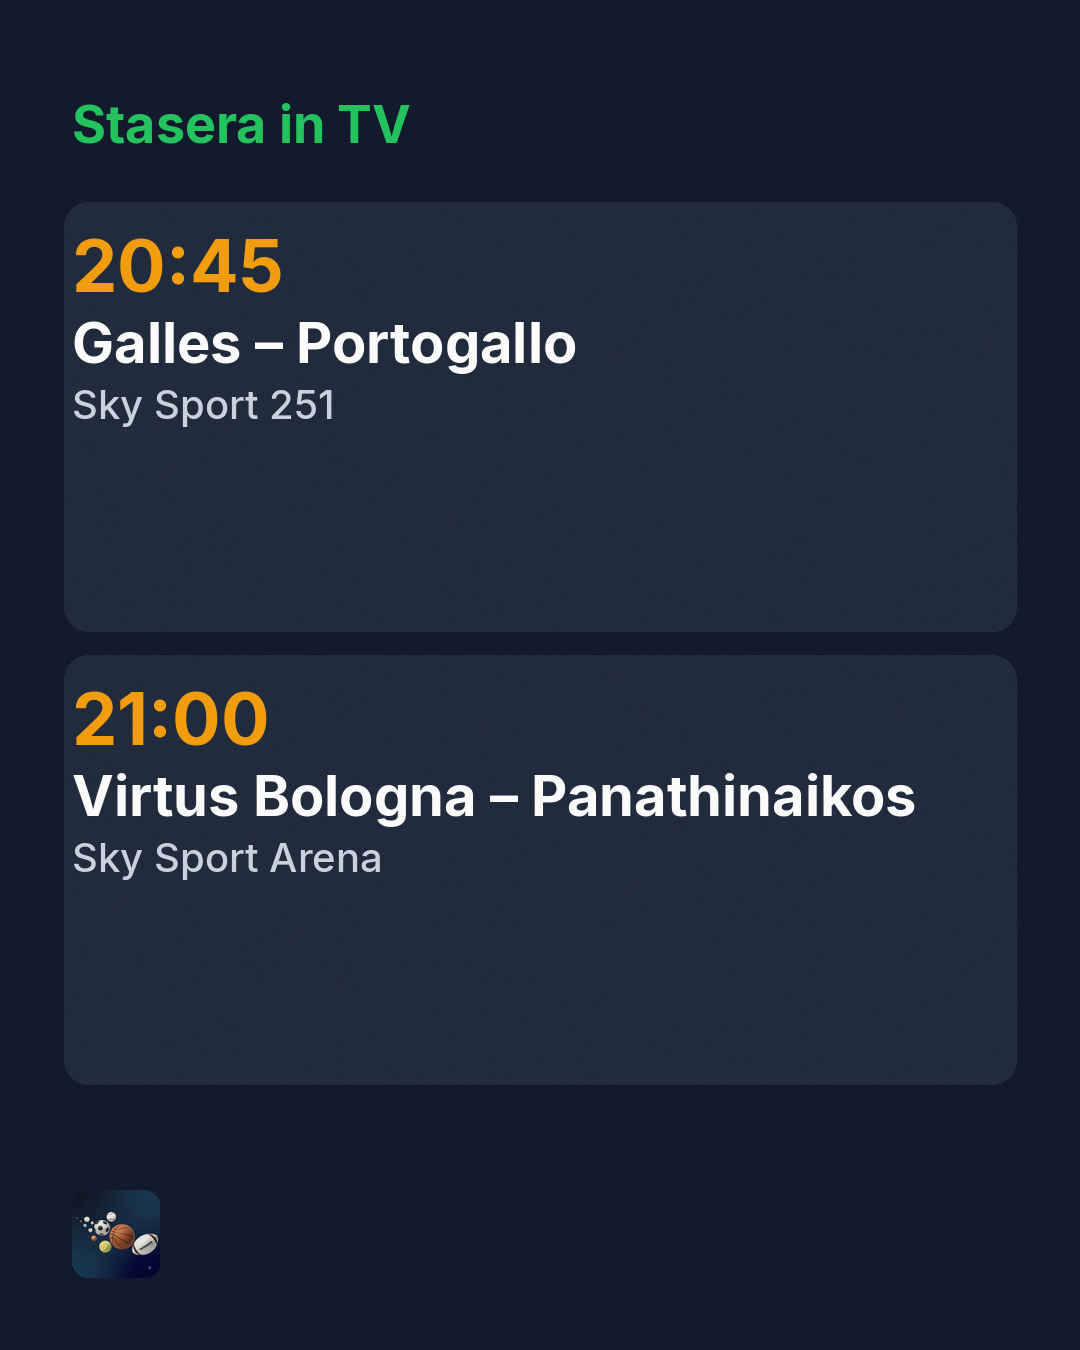 Stasera in TV
20:45
Galles – Portogallo
Sky Sport 251
21:00
Virtus Bologna – Panathinaikos
Sky Sport Arena